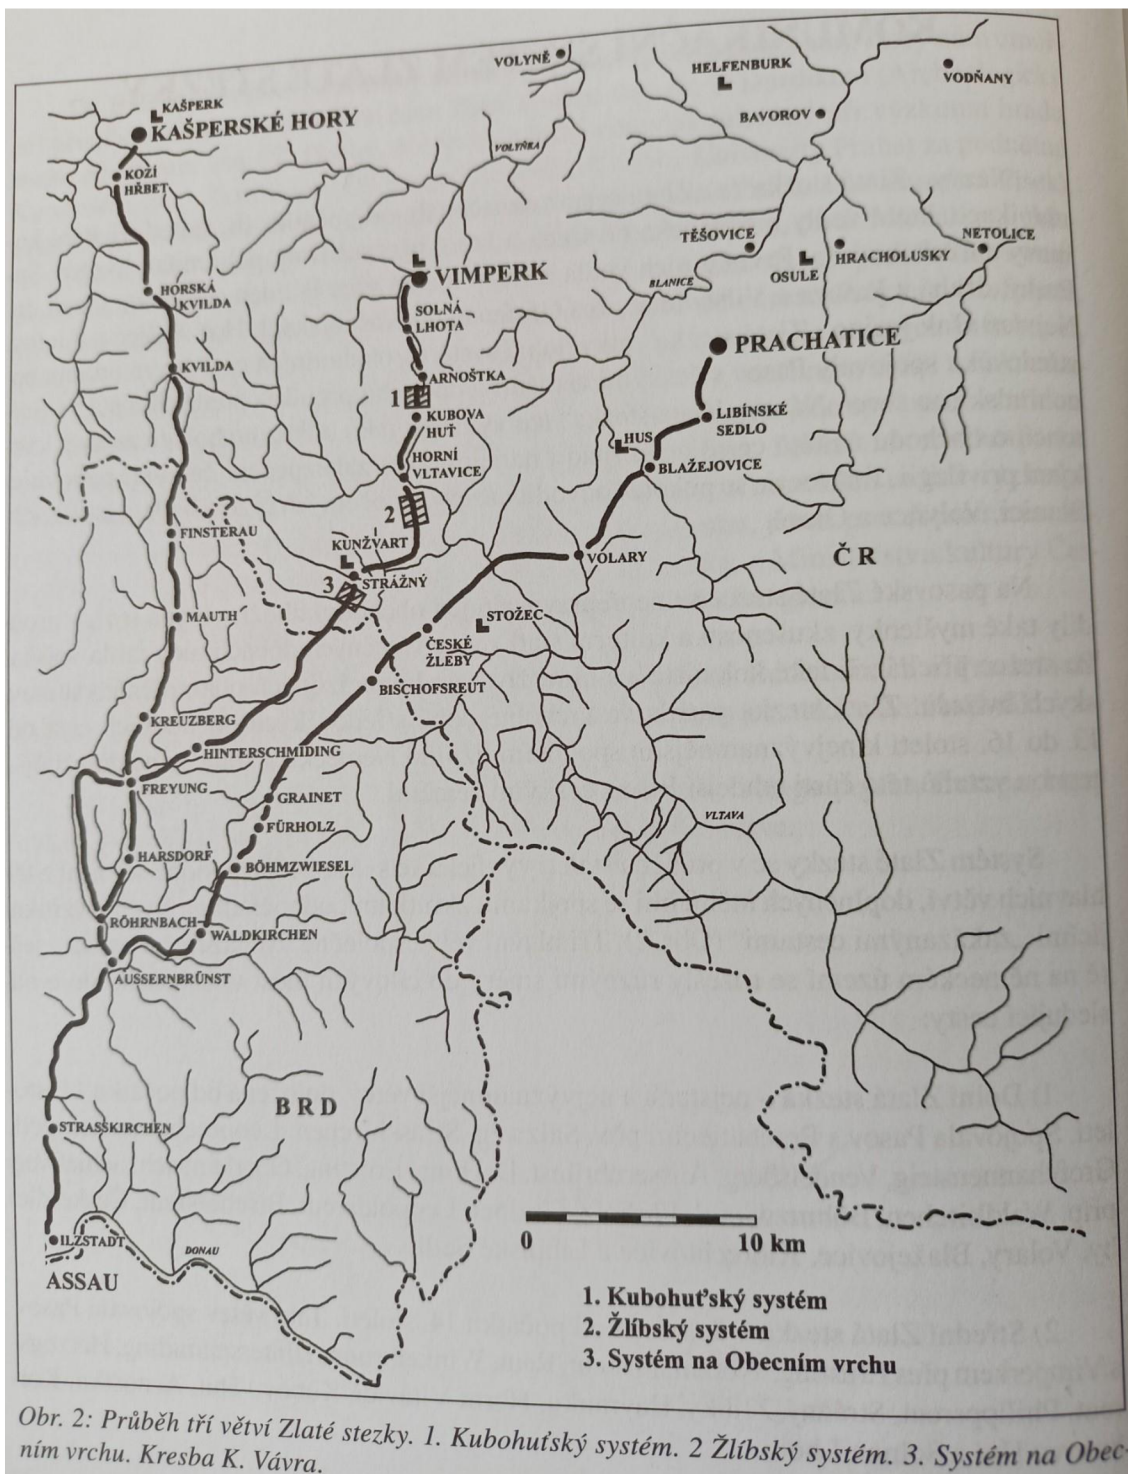 VOLYNĚ
HELFENBURK
VODŇANY
KAŠPERK
KAŠPERSKÉ HORY
BAVOROV
VOLYŇKA
KOZÍ
HŘBET
TĚŠOVICE
NETOLICE
HRACHOLUSKY
OSULE
VIMPERK
BLANICE
HORSKÁ
KVILDA
SOLNÁ
LHOTA
PRACHATICE
KVILDA
ARNOŠTKA
1
KUBOVA
HUŤ
LIBÍNSKÉ
SEDLO
HUS
HORNÍ
VLTAVICE
BLAŽEJOVICE
2
FINSTERAU
KUNŽVART
VOLARY
ČR
3
STRÁŽNÝ
MAUTH
STOŽEC
ČESKÉ
ŽLEBY
BISCHOFSREUT
KREUZBERG
HINTERSCHMIDING
FREYUNG
GRAINET
VLTAVA
FÜRHOLZ
HARSDORF
BÖHMZWIESEL
RÖHRNBACH
WALDKIRCHEN
AUSSERNBRÜNST
BRD
STRASSKIRCHEN
ILZSTADT
DONAU
ASSAU
0 10 km
1. Kubohuťský systém
2. Žlíbský systém
3. Systém na Obecním vrchu
Obr. 2: Průběh tří větví Zlaté stezky. 1. Kubohuťský systém. 2 Žlíbský systém. 3. Systém na Obec-
ním vrchu. Kresba K. Vávra.